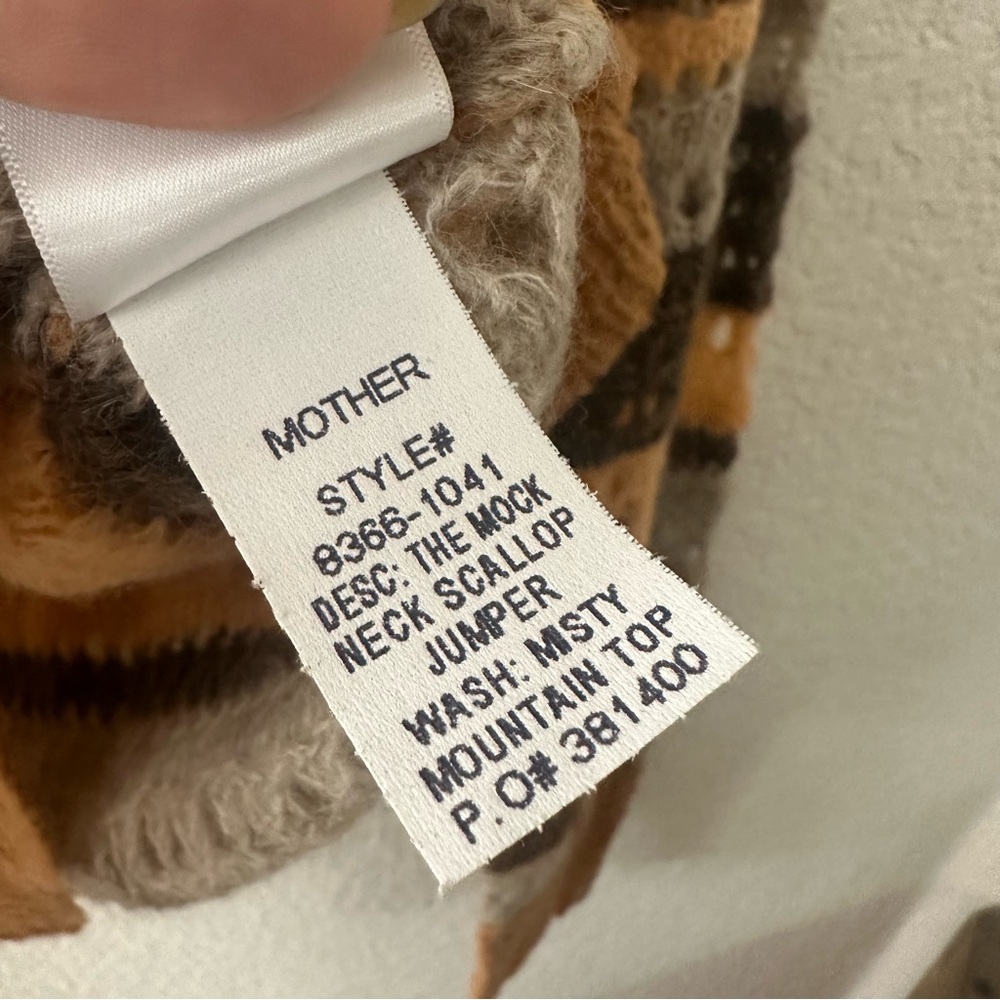 MOTHER
STYLE#
8366-1041
DESC: THE MOCK
NECK SCALLOP
JUMPER
WASH: MISTY
MOUNTAIN TOP
P.O# 381400